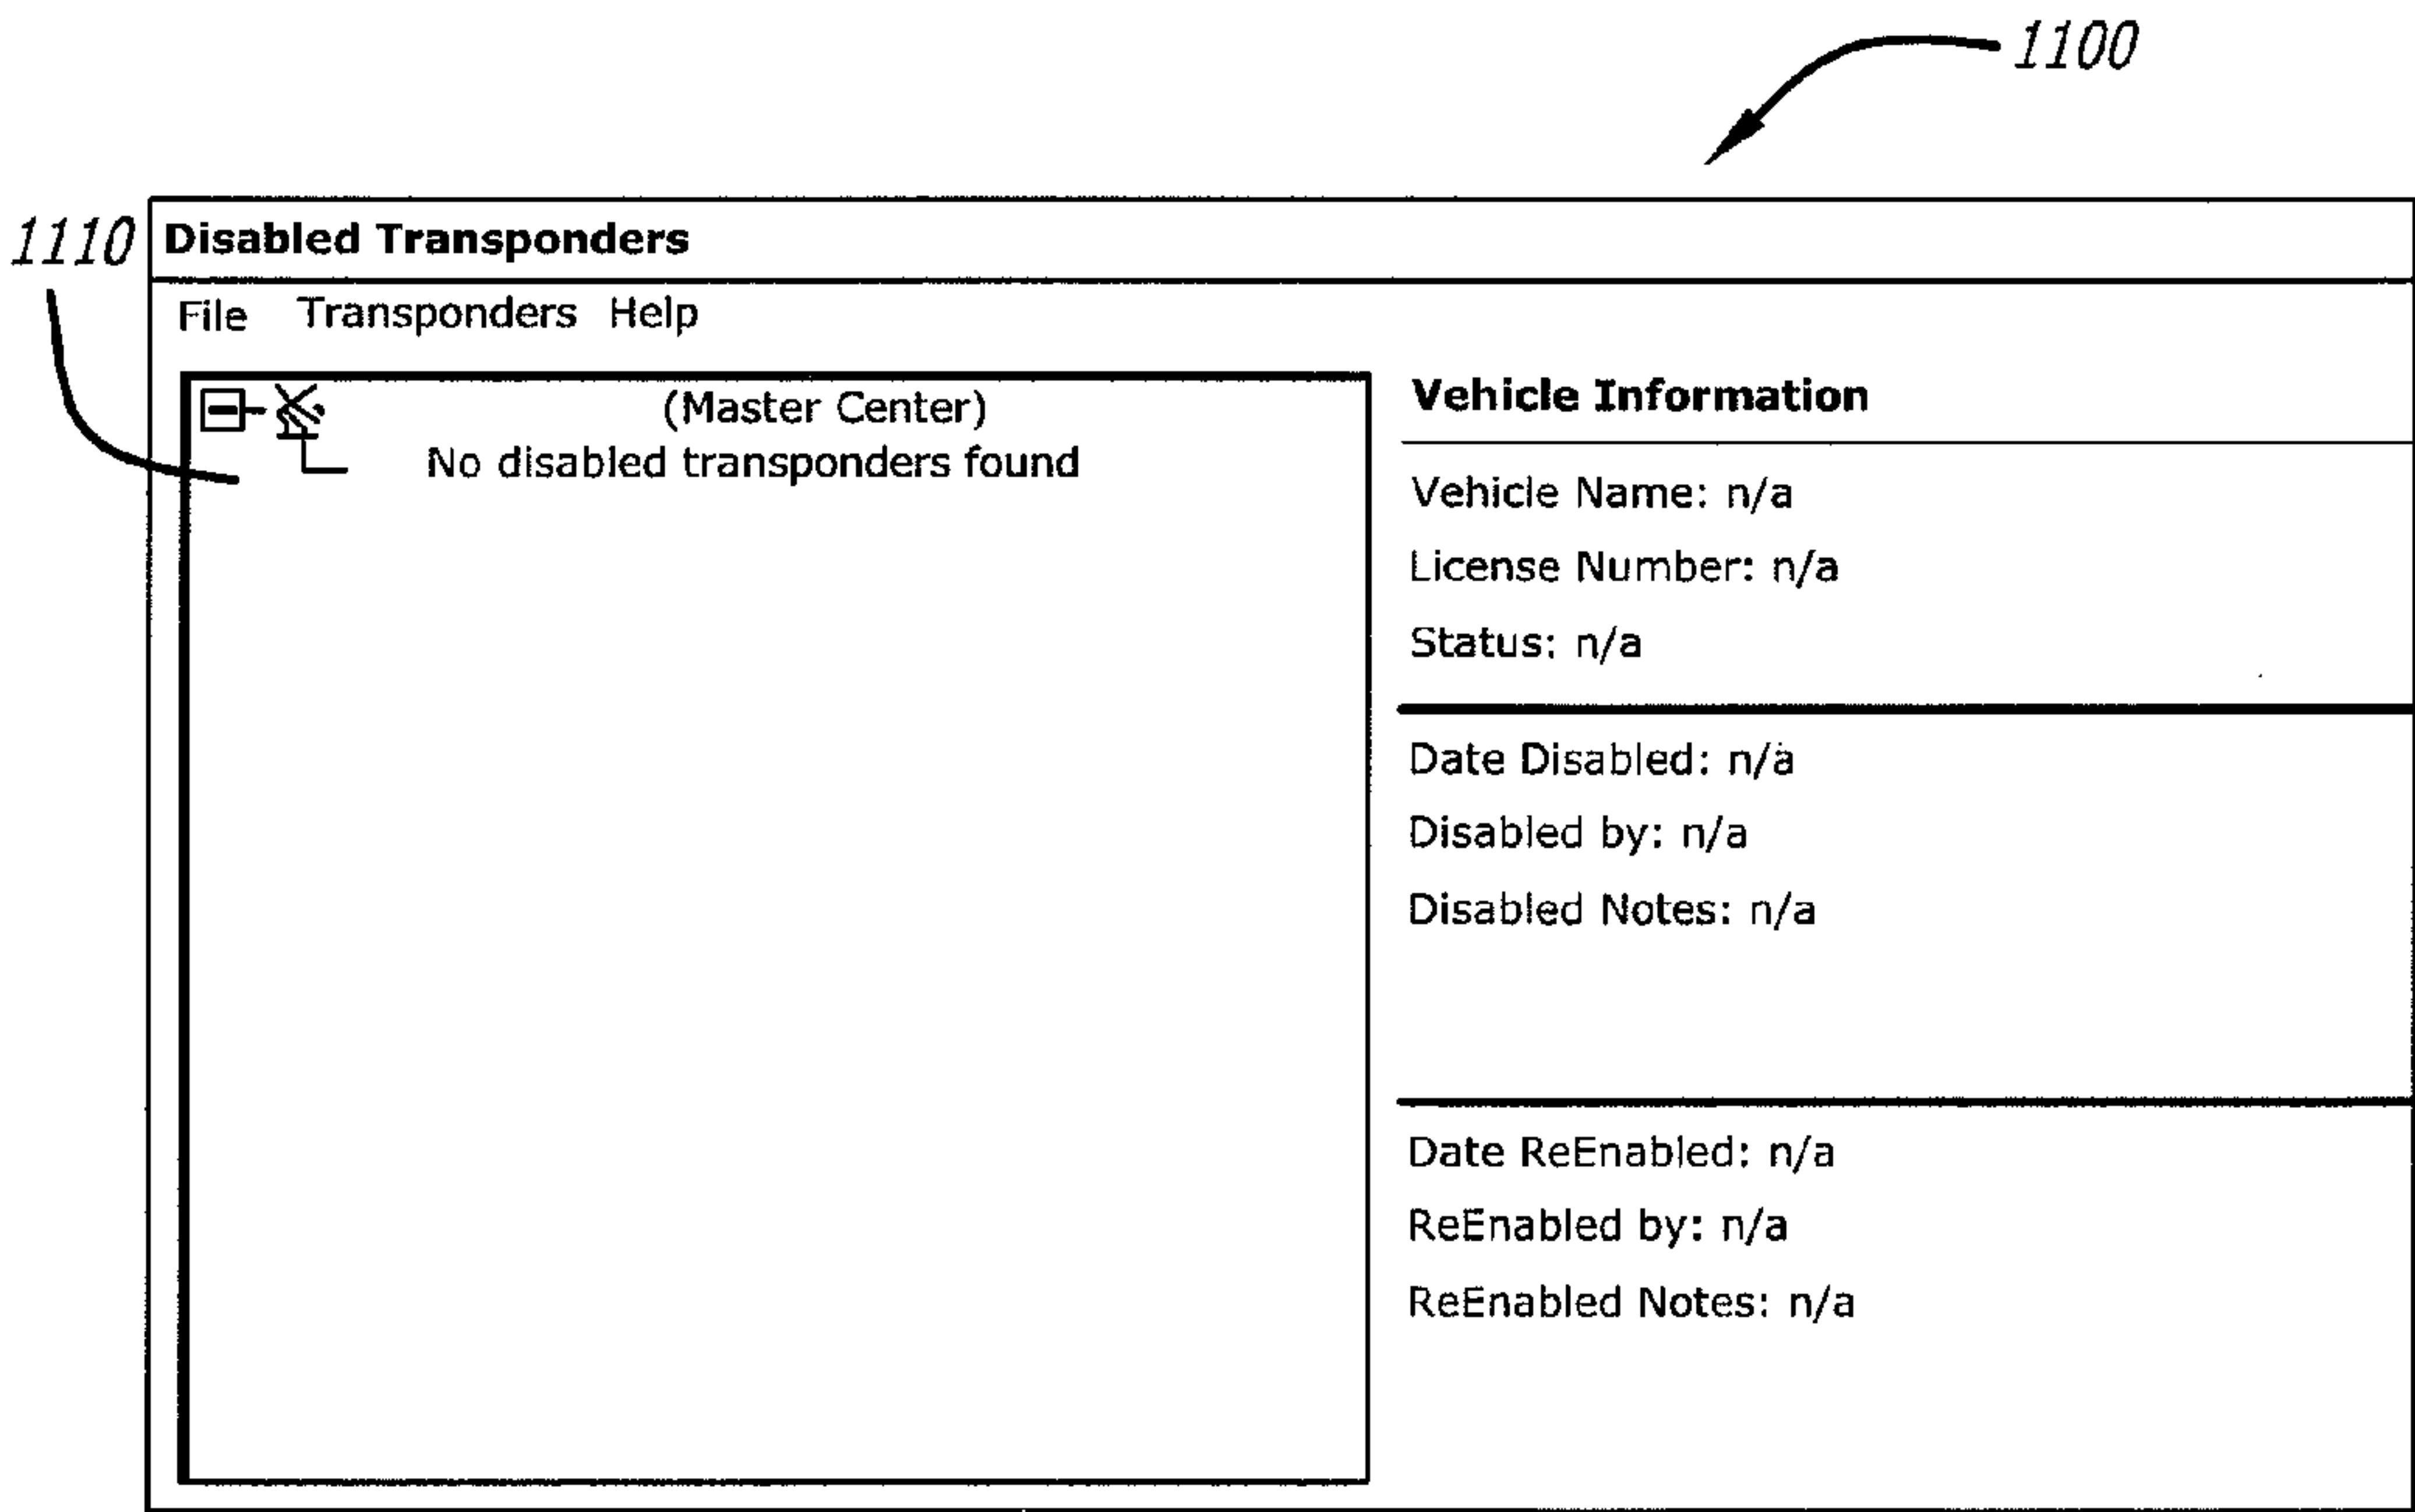 1100
1110
Disabled Transponders
File Transponders Help
(Master Center)
No disabled transponders found
Vehicle Information
Vehicle Name: n/a
License Number: n/a
Status: n/a
Date Disabled: n/a
Disabled by: n/a
Disabled Notes: n/a
Date ReEnabled: n/a
ReEnabled by: n/a
ReEnabled Notes: n/a